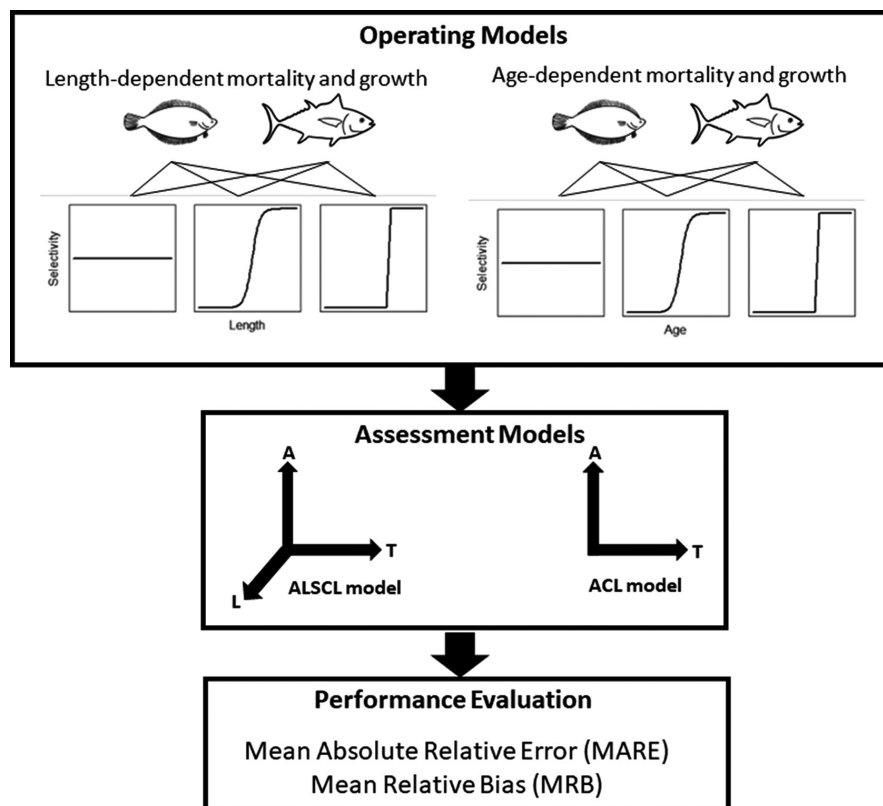 Operating Models
Length-dependent mortality and growth
Age-dependent mortality and growth
Selectivity
Length
Selectivity
Age
Assessment Models
A
T
L
ALSCL model
A
T
ACL model
Performance Evaluation
Mean Absolute Relative Error (MARE)
Mean Relative Bias (MRB)